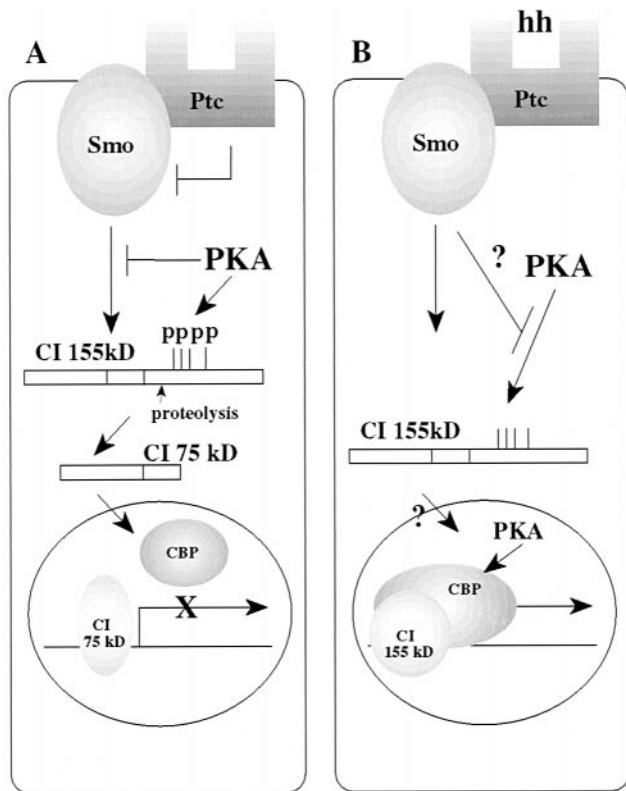 A
Ptc
Smo
PKA
pppp
CI 155kD
proteolysis
CI 75 kD
CBP
X
CI
75 kD
B
hh
Ptc
Smo
?
PKA
CI 155kD
?
PKA
CBP
CI
155 kD